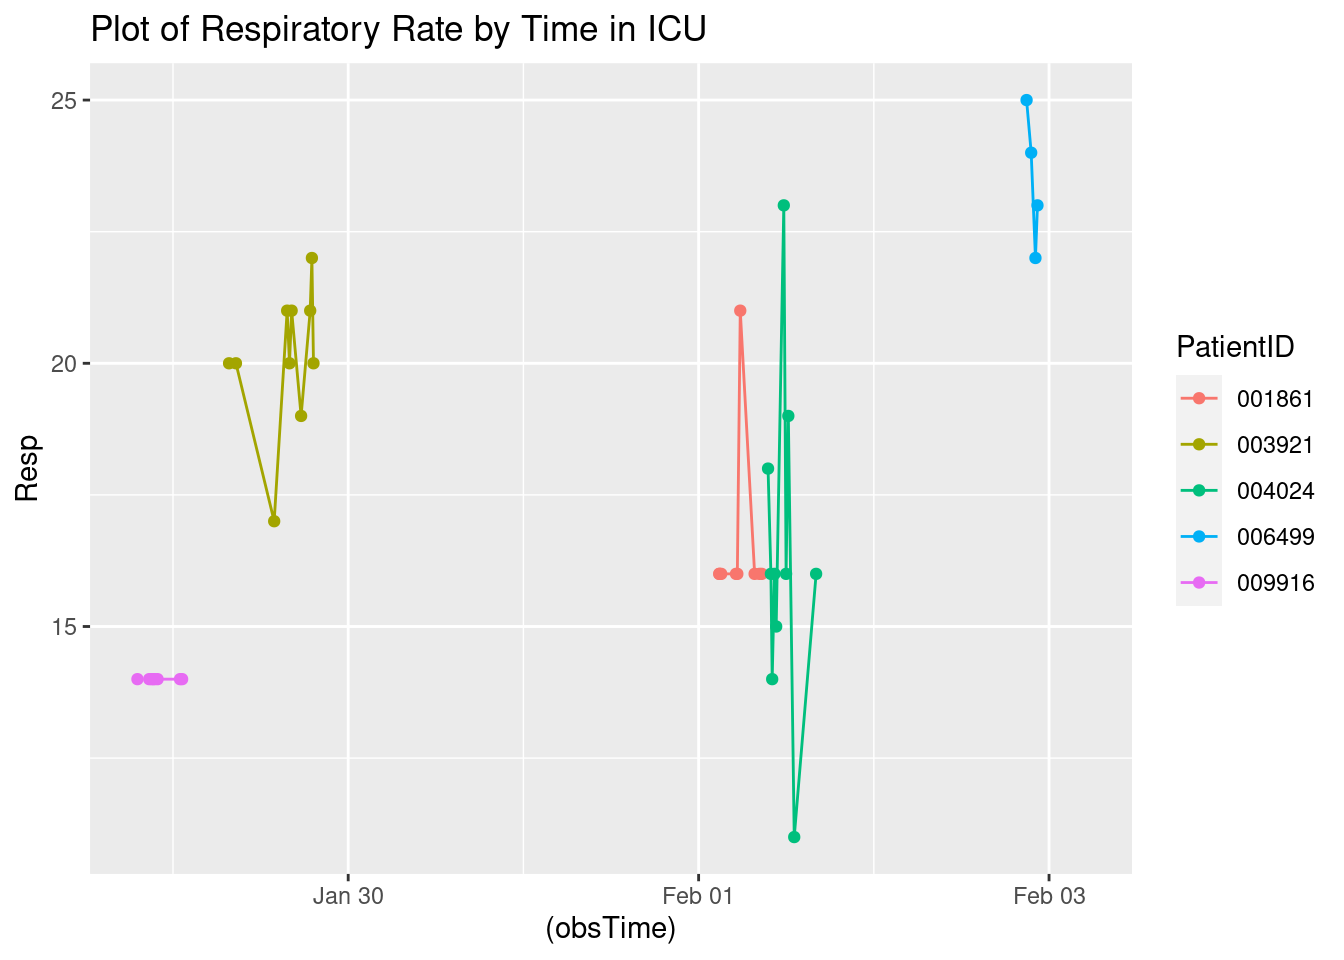 Plot of Respiratory Rate by Time in ICU
25
20
15
Resp
Jan 30
Feb 01
Feb 03
(obsTime)
PatientID
001861
003921
004024
006499
009916